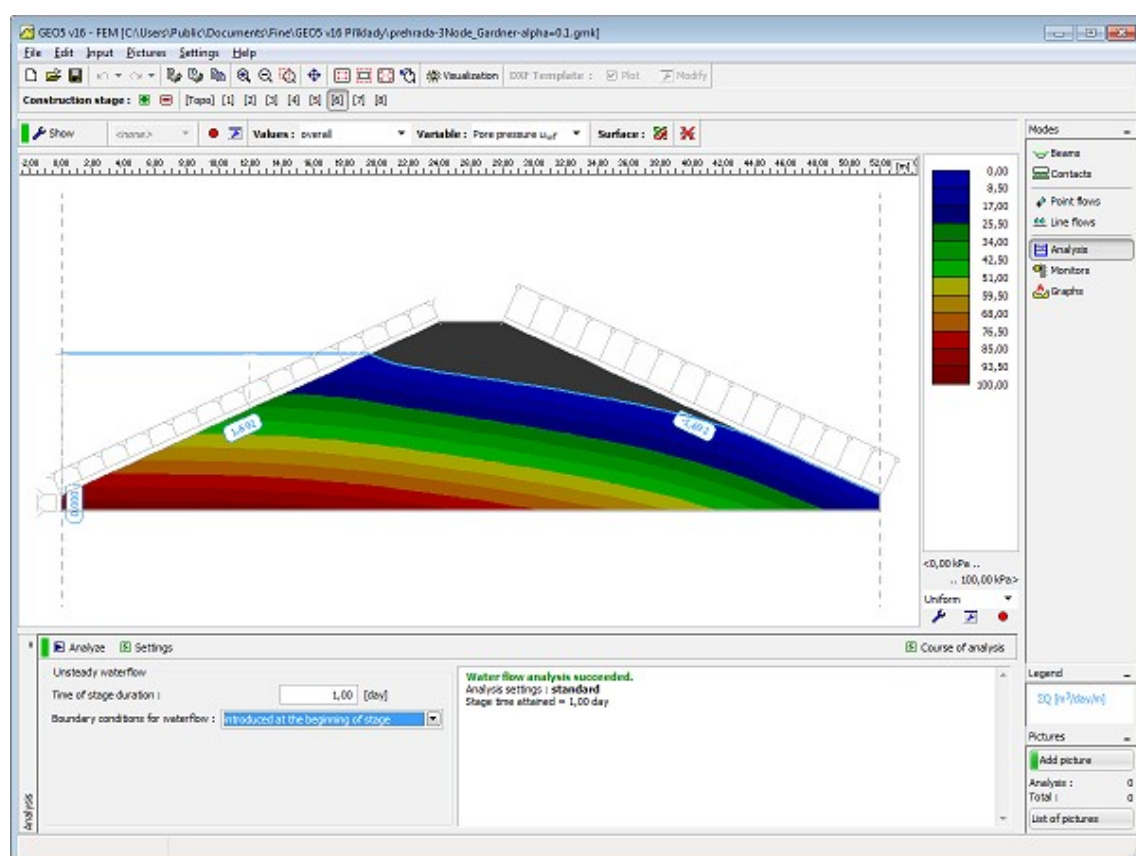 GEO5 v16 - FEM [C:\Users\Public\Documents\Fine\GEO5 v16 Příklady\prehrada-3Node_Gardner-alpha=0.1.gmk]
File Edit Input Pictures Settings Help
Visualization DXF Template : Plot Modify
Construction stage : [Topo] [1] [2] [3] [4] [5] [6] [7] [8]
Show <none> Values : overall Variable : Pore pressure Surface :
[m]
0,00
8,50
17,00
25,50
34,00
42,50
51,00
59,50
68,00
76,50
85,00
93,50
100,00
<0,00 kPa ..
.. 100,00 kPa>
Uniform
Modes
Beams
Contacts
Point flows
Line flows
Analysis
Monitors
Graphs
Analyze Settings Course of analysis
Unsteady waterflow
Time of stage duration : 1,00 [day]
Boundary conditions for waterflow : introduced at the beginning of stage
Water flow analysis succeeded.
Analysis settings : standard
Stage time attained = 1,00 day
Analysis
Legend
ΣQ [m³/day/m]
Pictures
Add picture
Analysis : 0
Total : 0
List of pictures